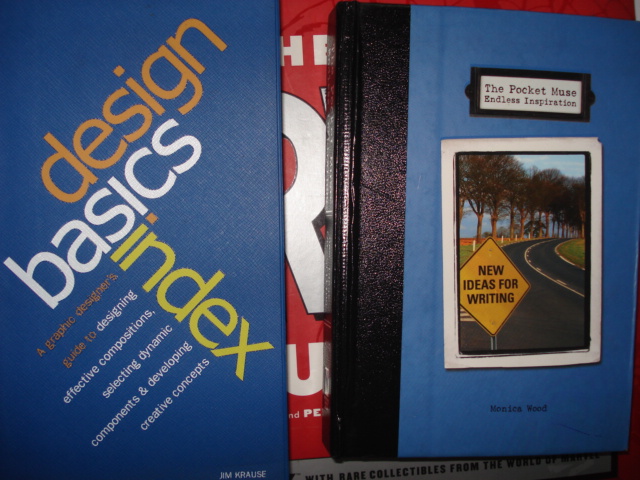 design
basics
index
A graphic designer's
guide to designing
effective compositions,
selecting dynamic
components & developing
creative concepts
JIM KRAUSE
HE
R
U
and PE
WITH RARE COLLECTIBLES FROM THE WORLD OF MARVEL
The Pocket Muse
Endless Inspiration
NEW
IDEAS FOR
WRITING
Monica Wood